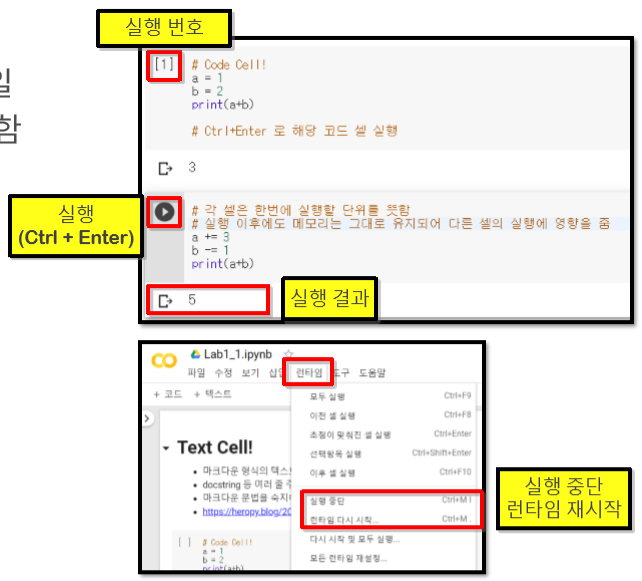 실행 번호
일
함
[1] # Code Cell!
a = 1
b = 2
print(a+b)
# Ctrl+Enter 로 해당 코드 셀 실행
3
실행
(Ctrl + Enter)
# 각 셀은 한번에 실행할 단위를 뜻함
# 실행 이후에도 메모리는 그대로 유지되어 다른 셀의 실행에 영향을 줌
a += 3
b -= 1
print(a+b)
5
실행 결과
CO Lab1_1.ipynb ☆
파일 수정 보기 삽 런타임 도구 도움말
+ 코드 + 텍스트
모두 실행 Ctrl+F9
이전 셀 실행 Ctrl+F8
초점이 맞춰진 셀 실행 Ctrl+Enter
선택항목 실행 Ctrl+Shift+Enter
이후 셀 실행 Ctrl+F10
실행 중단 Ctrl+M I
런타임 다시 시작... Ctrl+M .
다시 시작 및 모두 실행...
모든 런타임 재설정...
Text Cell!
• 마크다운 형식의 텍스
• docstring 등 여러 줄 주
• 마크다운 문법을 숙지
• https://heropy.blog/20
[ ] # Code Cell!
a = 1
b = 2
print(a+b)
실행 중단
런타임 재시작